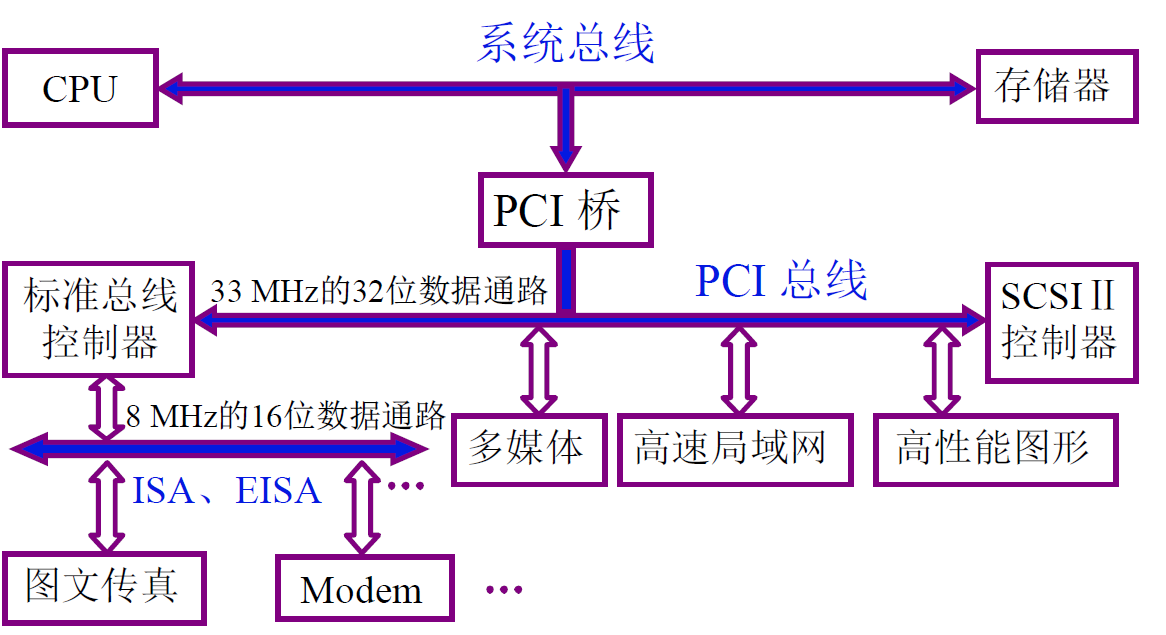 系统总线
CPU
存储器
PCI 桥
PCI 总线
33 MHz的32位数据通路
标准总线
控制器
SCSIⅡ
控制器
8 MHz的16位数据通路
多媒体
高速局域网
高性能图形
ISA、EISA
…
图文传真
Modem
…